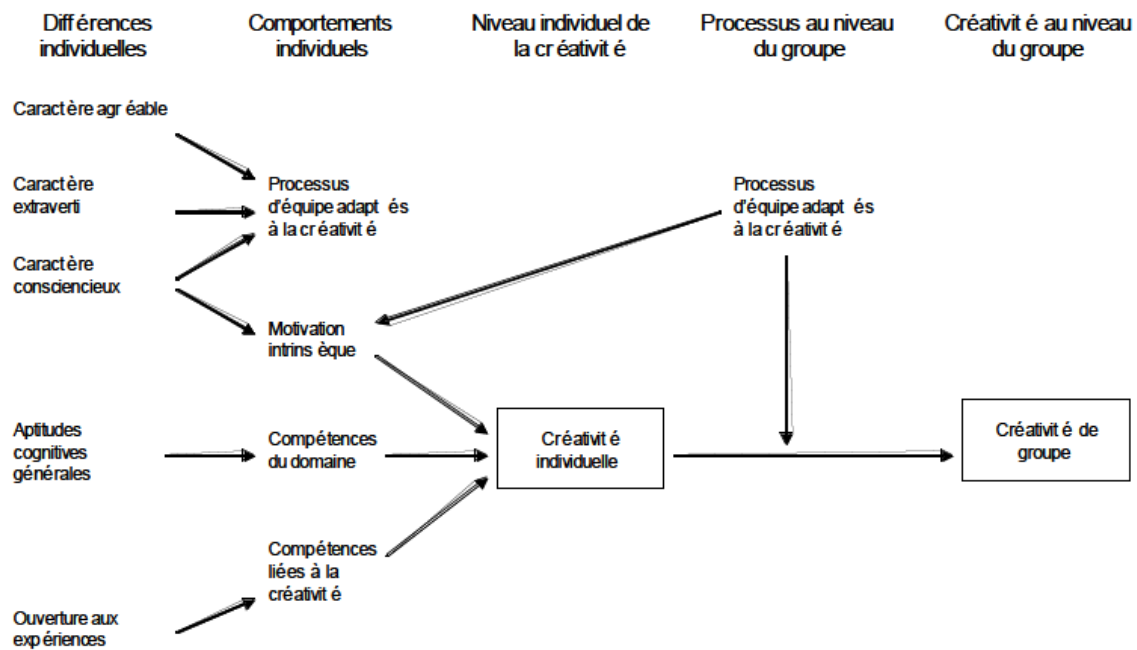 Différences
individuelles
Comportements
individuels
Niveau individuel de
la créativité
Processus au niveau
du groupe
Créativité au niveau
du groupe
Caractère agréable
Caractère
extraverti
Caractère
consciencieux
Aptitudes
cognitives
générales
Ouverture aux
expériences
Processus
d'équipe adaptés
à la créativité
Motivation
intrinsèque
Compétences
du domaine
Compétences
liées à la
créativité
Créativité
individuelle
Processus
d'équipe adaptés
à la créativité
Créativité de
groupe